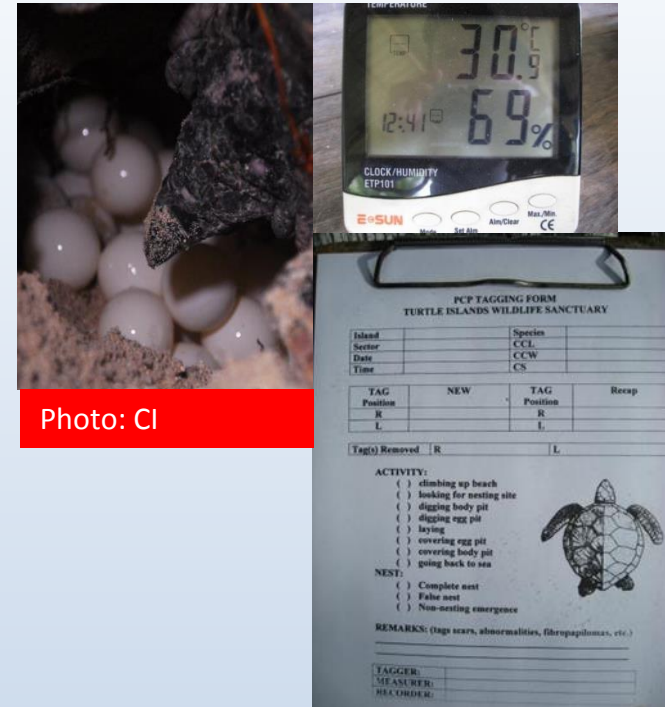 TEMPERATURE
TEMP
30.9°C
12:41
69%
CLOCK/HUMIDITY
ETP101
E-SUN
Mode Set Alm Alm/Clear Max./Min.
CE
Photo: CI
PCP TAGGING FORM
TURTLE ISLANDS WILDLIFE SANCTUARY
Island Species
Sector CCL
Date CCW
Time CS
TAG Position NEW TAG Position Recap
R R
L L
Tag(s) Removed R L
ACTIVITY:
( ) climbing up beach
( ) looking for nesting site
( ) digging body pit
( ) digging egg pit
( ) laying
( ) covering egg pit
( ) covering body pit
( ) going back to sea
NEST:
( ) Complete nest
( ) False nest
( ) Non-nesting emergence
REMARKS: (tags scars, abnormalities, fibropapilomas, etc.)
TAGGER:
MEASURER:
RECORDER: